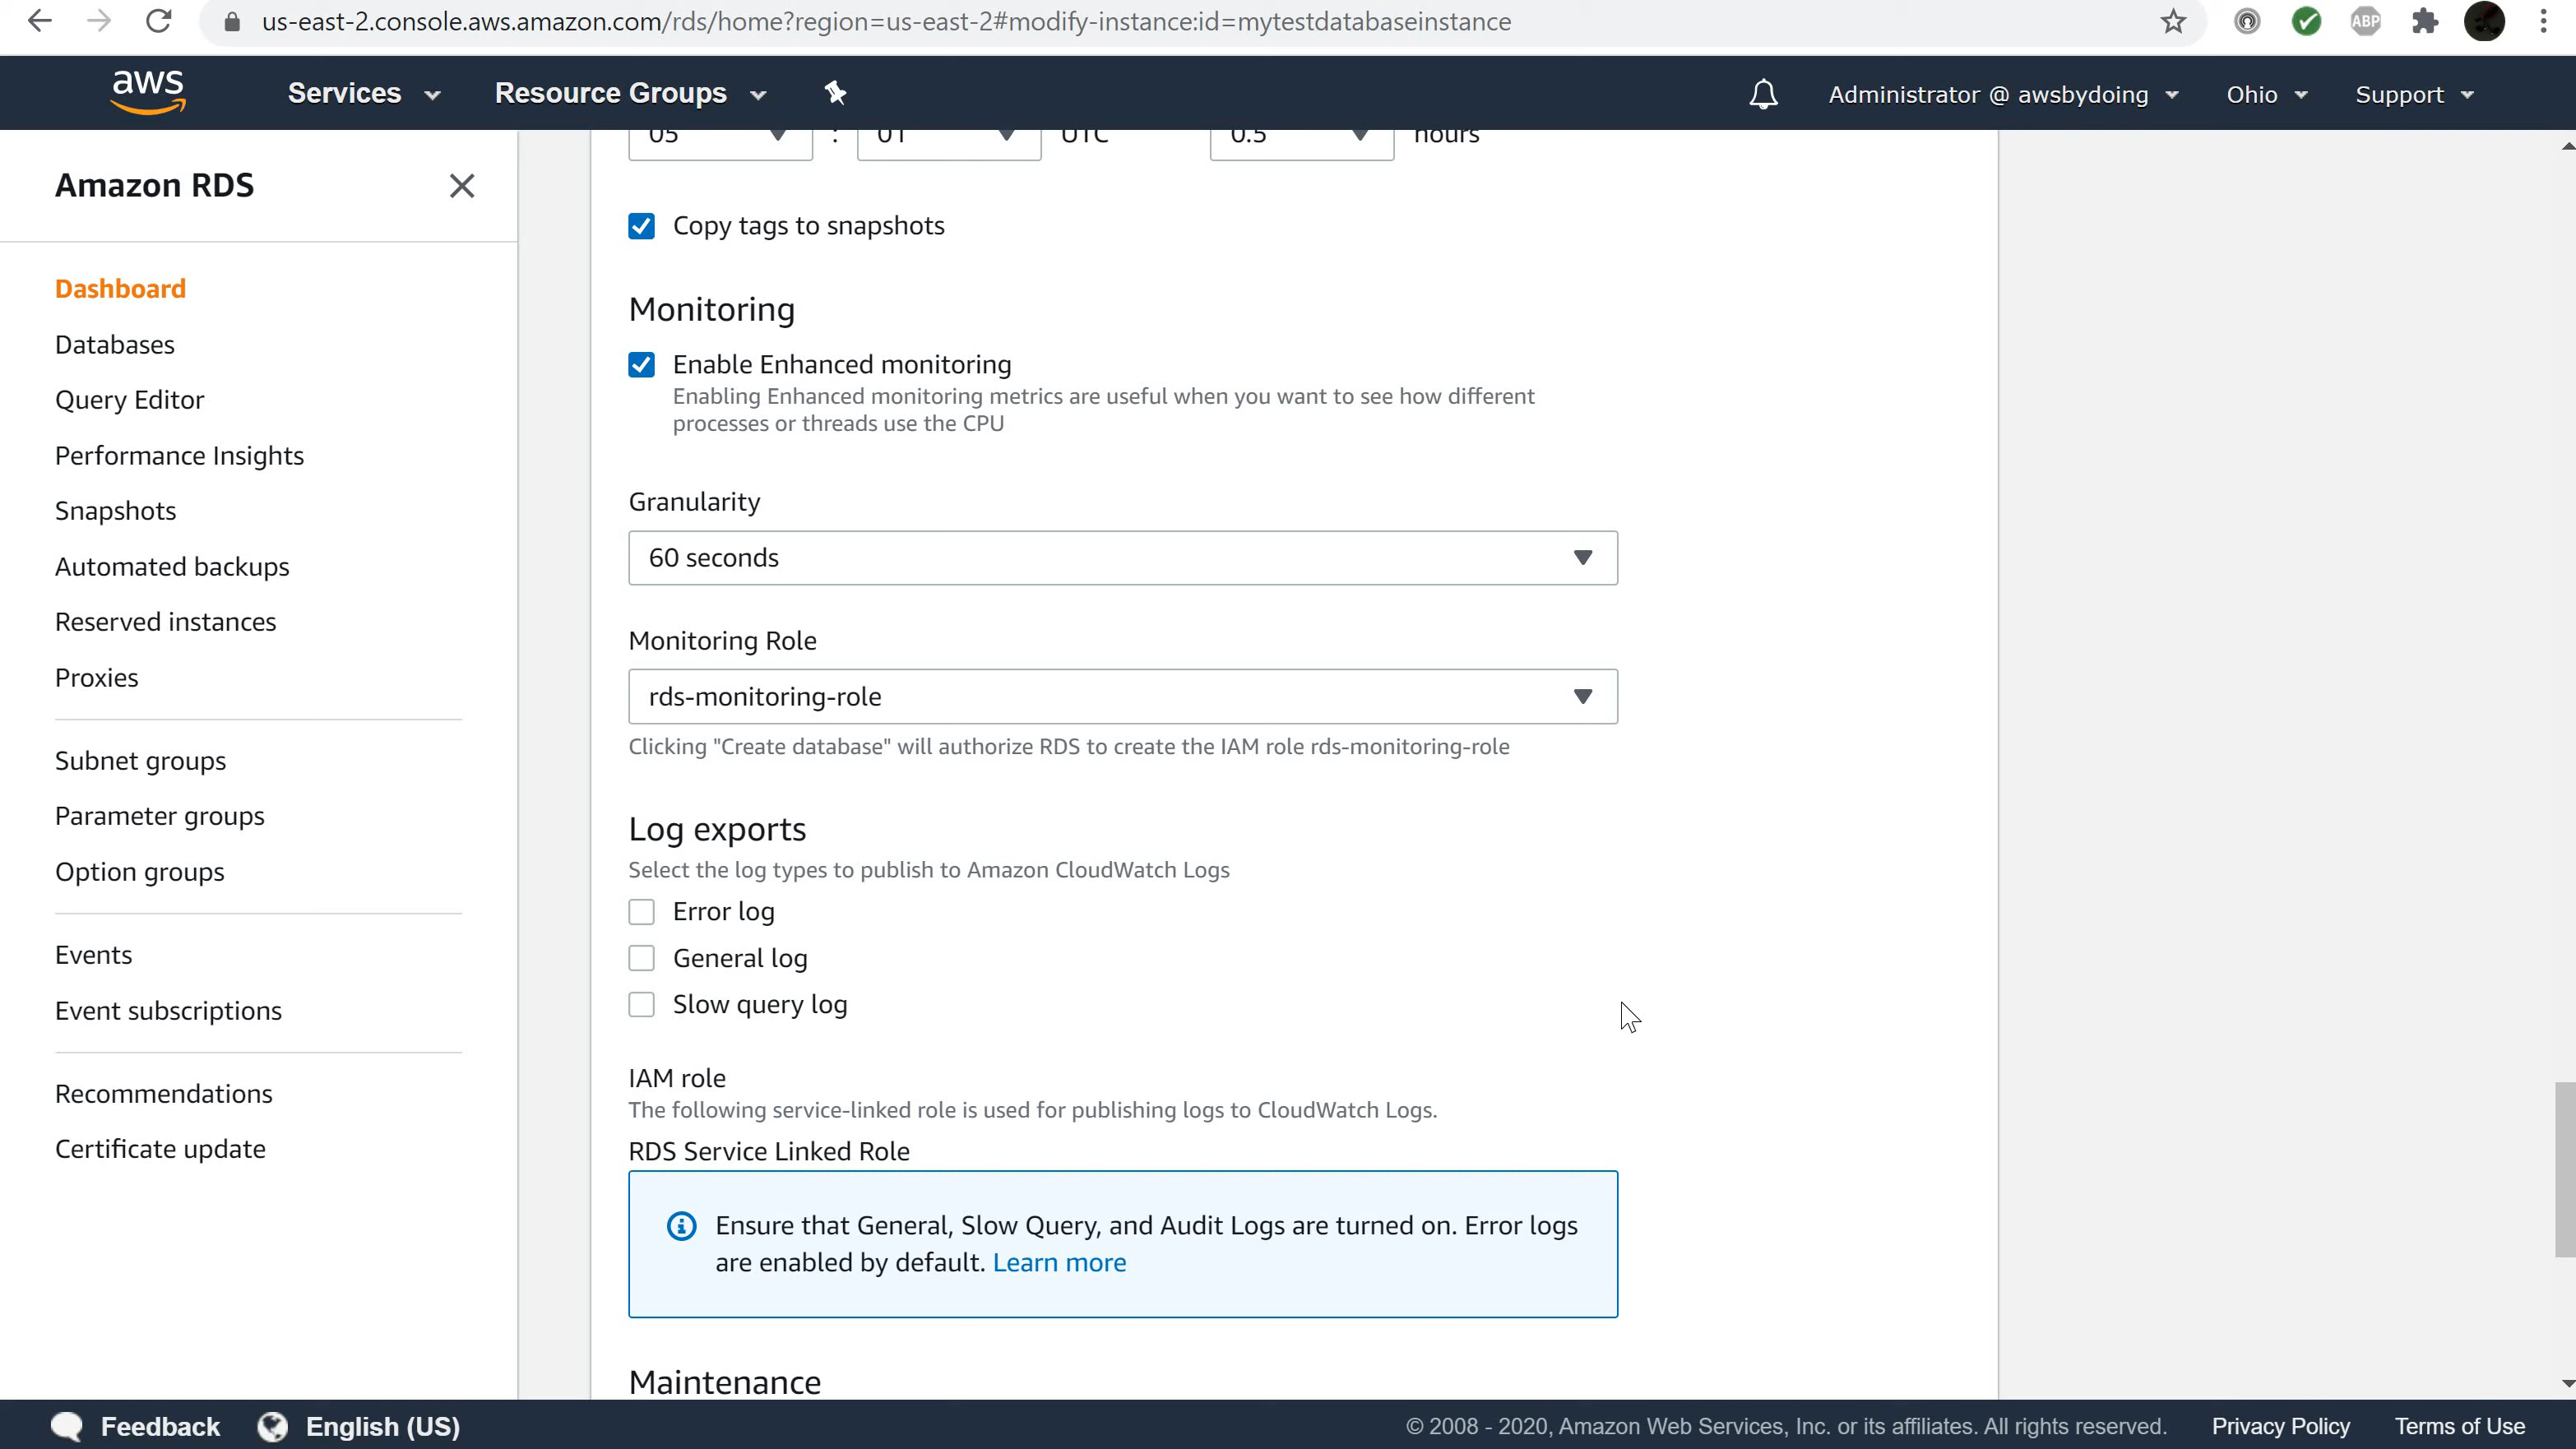 us-east-2.console.aws.amazon.com/rds/home?region=us-east-2#modify-instance:id=mytestdatabaseinstance
ABP
aws
Services
Resource Groups
Administrator @ awsbydoing
Ohio
Support
05 : 01 UTC 0.5 hours
Amazon RDS
Dashboard
Databases
Query Editor
Performance Insights
Snapshots
Automated backups
Reserved instances
Proxies
Subnet groups
Parameter groups
Option groups
Events
Event subscriptions
Recommendations
Certificate update
Copy tags to snapshots
Monitoring
Enable Enhanced monitoring
Enabling Enhanced monitoring metrics are useful when you want to see how different
processes or threads use the CPU
Granularity
60 seconds
Monitoring Role
rds-monitoring-role
Clicking "Create database" will authorize RDS to create the IAM role rds-monitoring-role
Log exports
Select the log types to publish to Amazon CloudWatch Logs
Error log
General log
Slow query log
IAM role
The following service-linked role is used for publishing logs to CloudWatch Logs.
RDS Service Linked Role
Ensure that General, Slow Query, and Audit Logs are turned on. Error logs
are enabled by default. Learn more
Maintenance
Feedback
English (US)
© 2008 - 2020, Amazon Web Services, Inc. or its affiliates. All rights reserved.
Privacy Policy
Terms of Use